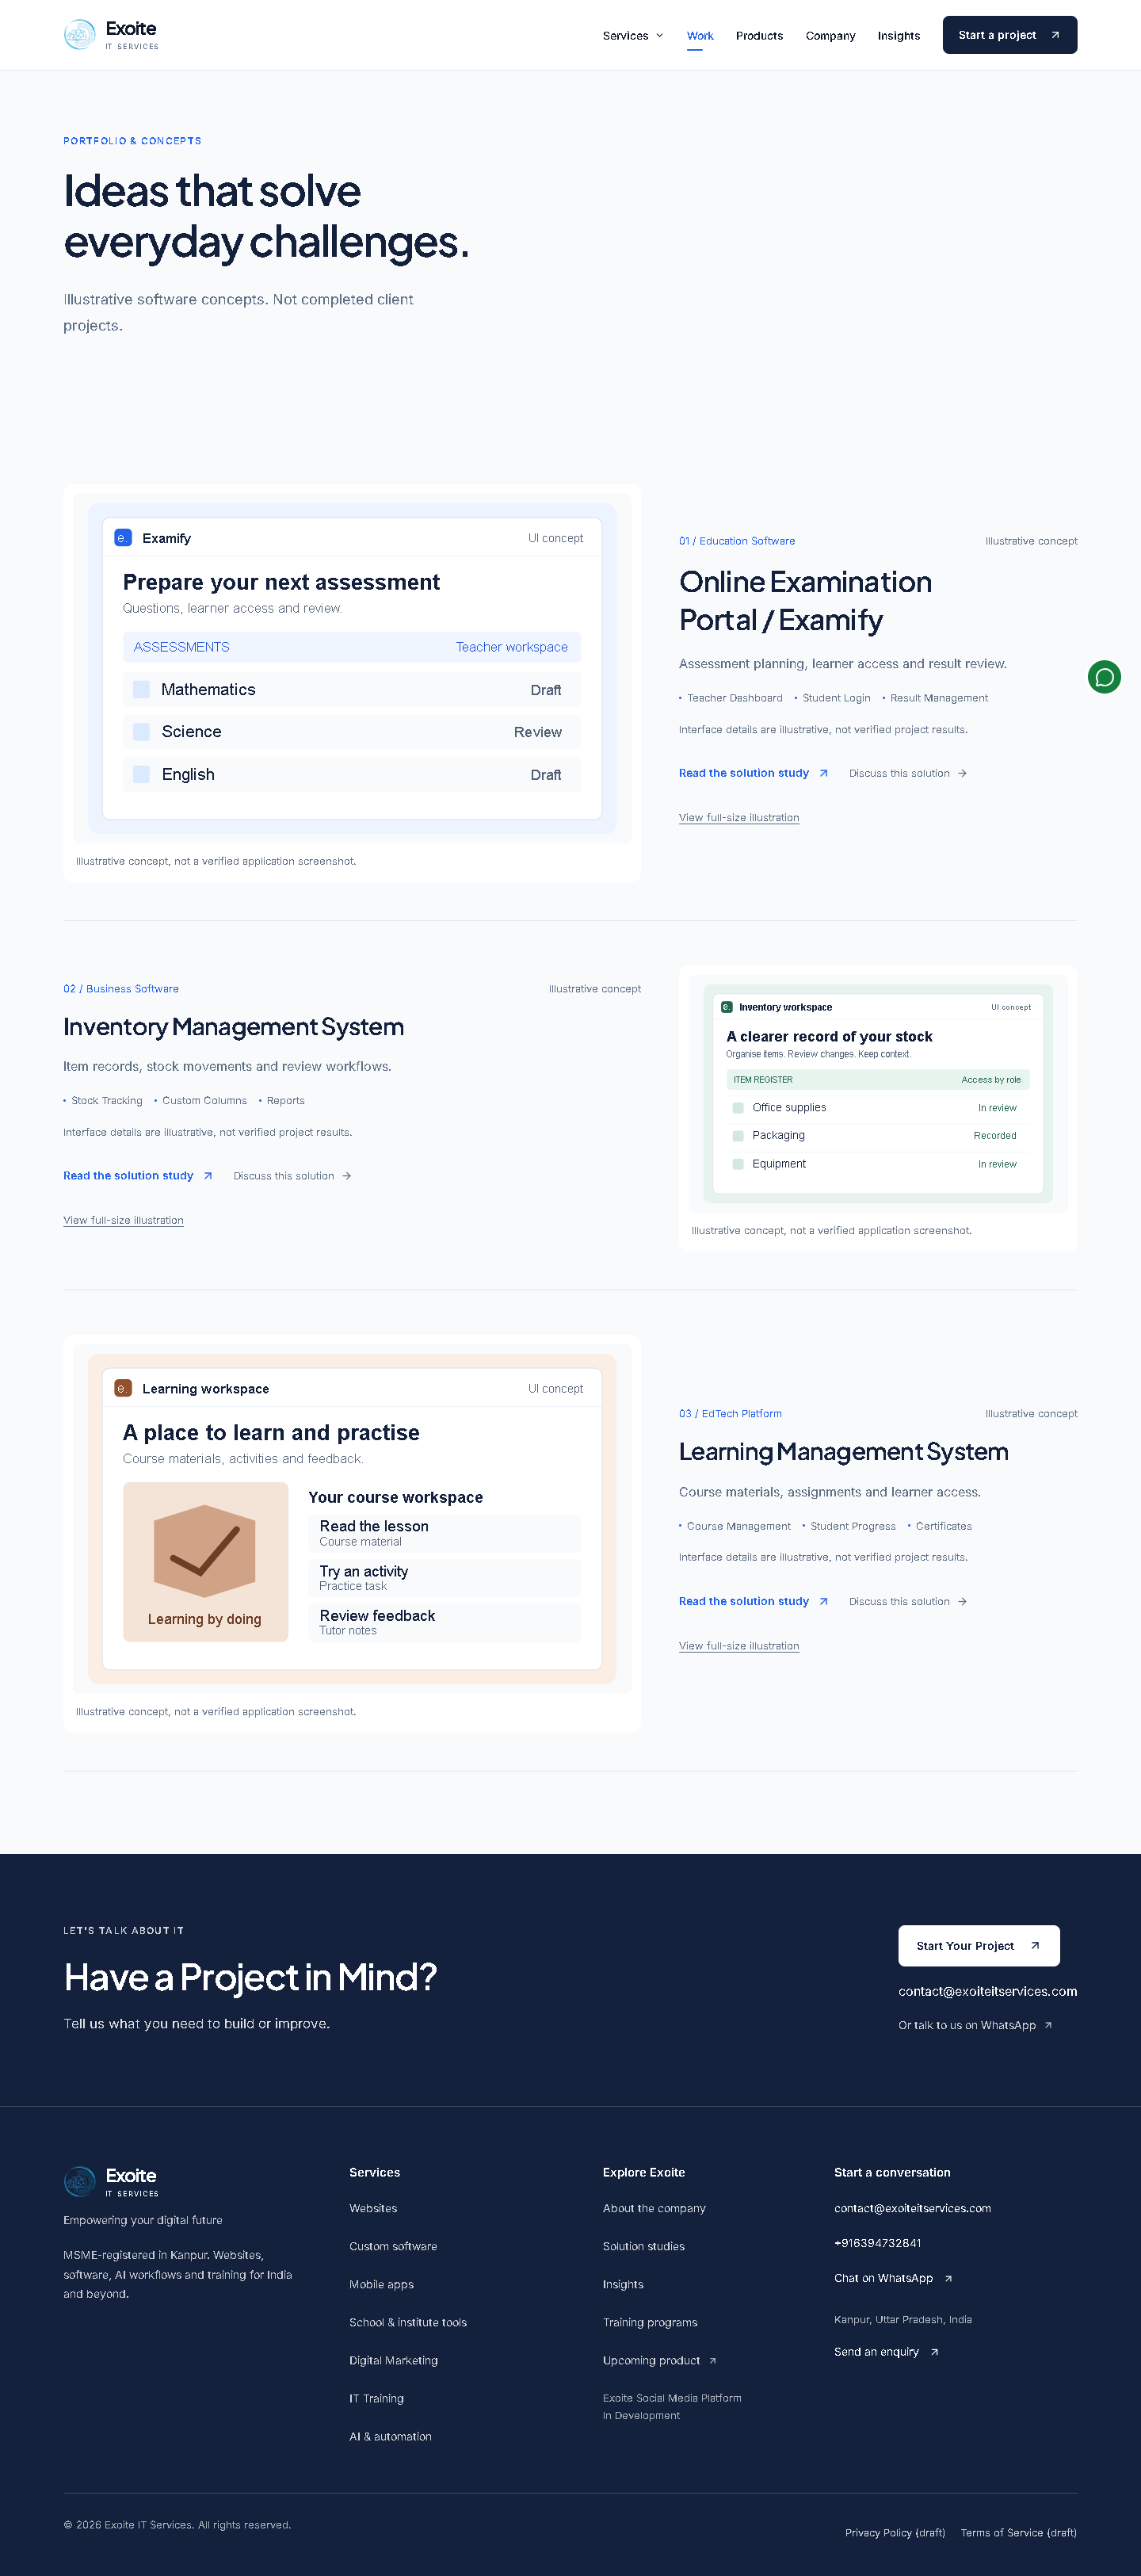 Exoite
IT SERVICES
Services
Work
Products
Company
Insights
Start a project
PORTFOLIO & CONCEPTS
Ideas that solve
everyday challenges.
Illustrative software concepts. Not completed client
projects.
e. Examify
UI concept
Prepare your next assessment
Questions, learner access and review.
ASSESSMENTS
Teacher workspace
Mathematics
Draft
Science
Review
English
Draft
Illustrative concept, not a verified application screenshot.
01 / Education Software
Illustrative concept
Online Examination
Portal / Examify
Assessment planning, learner access and result review.
Teacher Dashboard
Student Login
Result Management
Interface details are illustrative, not verified project results.
Read the solution study
Discuss this solution
View full-size illustration
02 / Business Software
Illustrative concept
Inventory Management System
Item records, stock movements and review workflows.
Stock Tracking
Custom Columns
Reports
Interface details are illustrative, not verified project results.
Read the solution study
Discuss this solution
View full-size illustration
e. Inventory workspace
UI concept
A clearer record of your stock
Organise items. Review changes. Keep context.
ITEM REGISTER
Access by role
Office supplies
In review
Packaging
Recorded
Equipment
In review
Illustrative concept, not a verified application screenshot.
e. Learning workspace
UI concept
A place to learn and practise
Course materials, activities and feedback.
Learning by doing
Your course workspace
Read the lesson
Course material
Try an activity
Practice task
Review feedback
Tutor notes
Illustrative concept, not a verified application screenshot.
03 / EdTech Platform
Illustrative concept
Learning Management System
Course materials, assignments and learner access.
Course Management
Student Progress
Certificates
Interface details are illustrative, not verified project results.
Read the solution study
Discuss this solution
View full-size illustration
LET'S TALK ABOUT IT
Have a Project in Mind?
Tell us what you need to build or improve.
Start Your Project
contact@exoiteitservices.com
Or talk to us on WhatsApp
Exoite
IT SERVICES
Empowering your digital future
MSME-registered in Kanpur. Websites,
software, AI workflows and training for India
and beyond.
Services
Websites
Custom software
Mobile apps
School & institute tools
Digital Marketing
IT Training
AI & automation
Explore Exoite
About the company
Solution studies
Insights
Training programs
Upcoming product
Exoite Social Media Platform
In Development
Start a conversation
contact@exoiteitservices.com
+916394732841
Chat on WhatsApp
Kanpur, Uttar Pradesh, India
Send an enquiry
© 2026 Exoite IT Services. All rights reserved.
Privacy Policy (draft)
Terms of Service (draft)